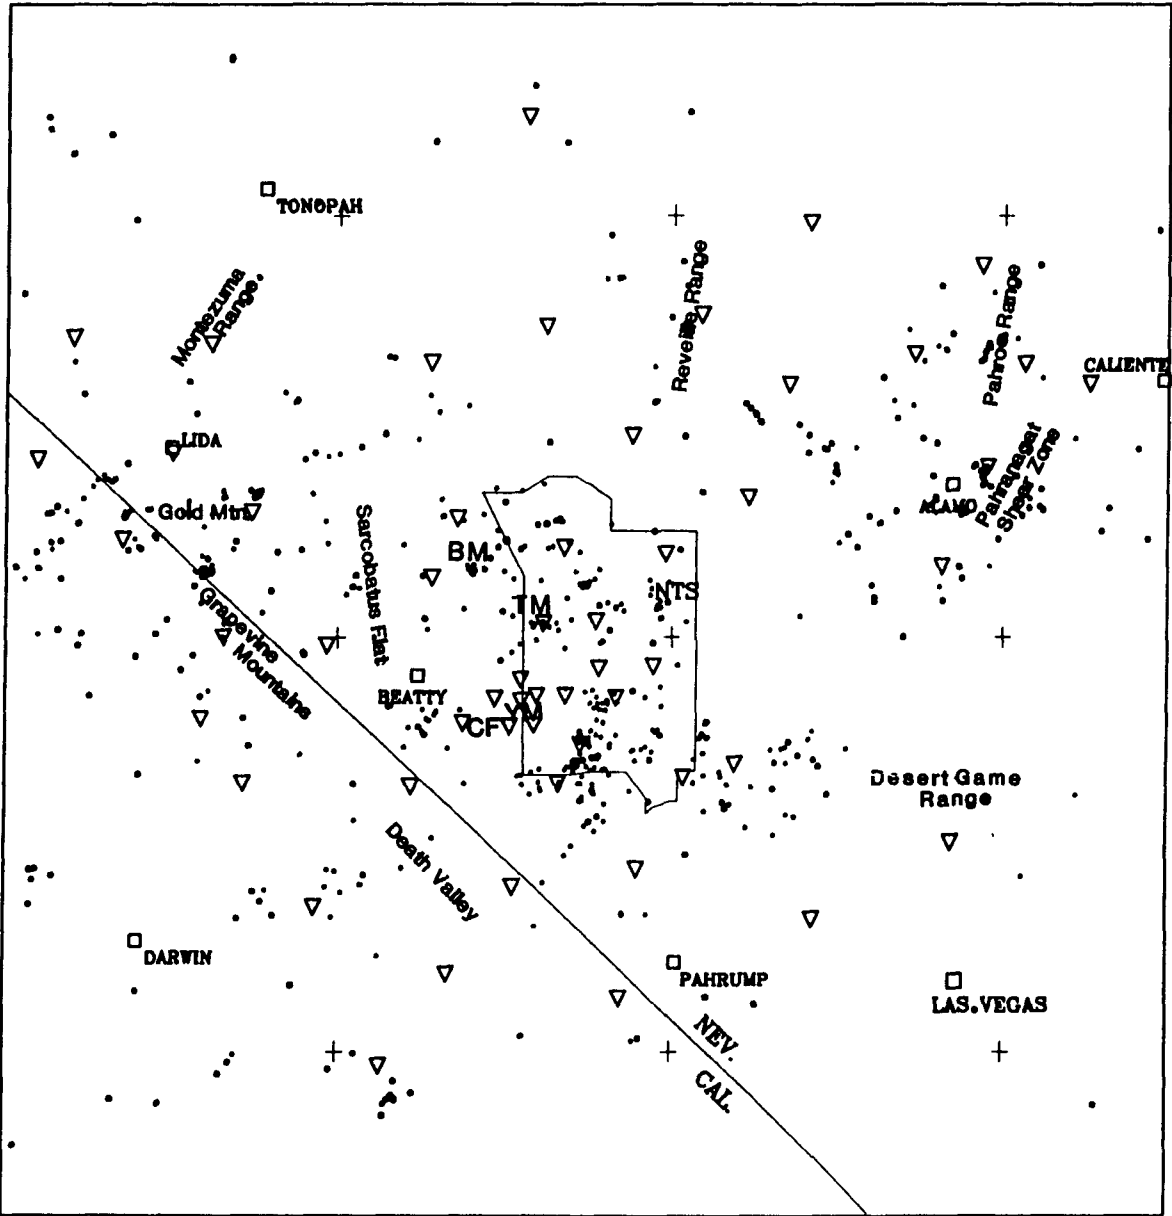 TONOPAH
Montezuma
Range
Reveille Range
Pahroc Range
CALIENTE
LIDA
Pahranagat
Shear Zone
ALAMO
Gold Mtn.
Sarcobatus Flat
BM
NTS
TM
Grapevine
Mountains
BEATTY
YM
CF
Desert Game
Range
Death Valley
DARWIN
PAHRUMP
LAS.VEGAS
NEV.
CAL.